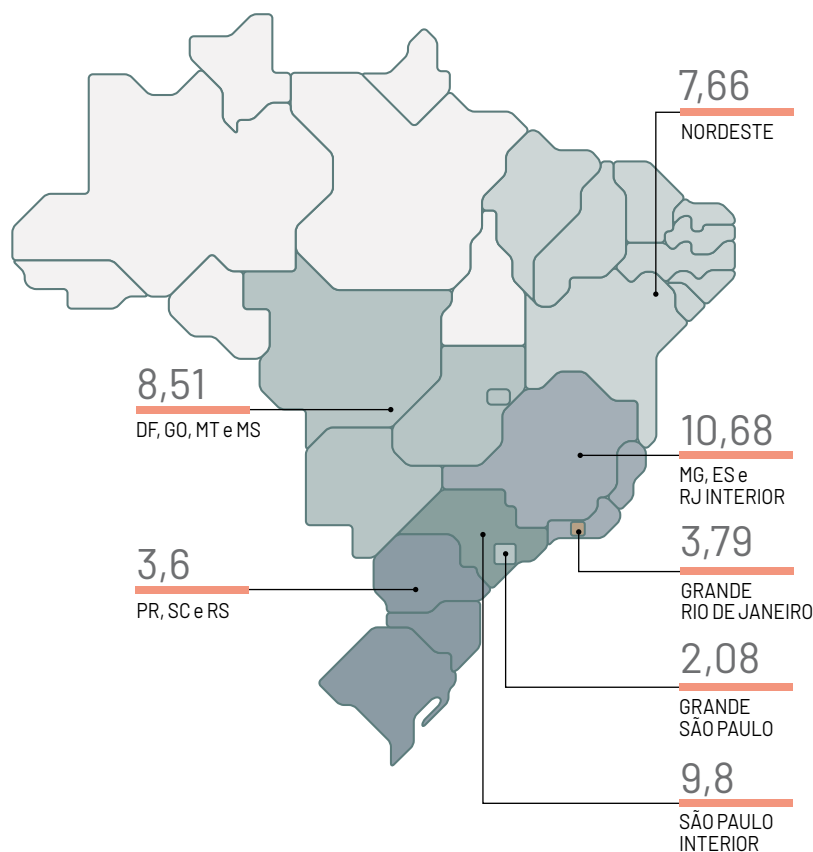 7,66
NORDESTE
8,51
DF, GO, MT e MS
10,68
MG, ES e
RJ INTERIOR
3,79
GRANDE
RIO DE JANEIRO
3,6
PR, SC e RS
2,08
GRANDE
SÃO PAULO
9,8
SÃO PAULO
INTERIOR